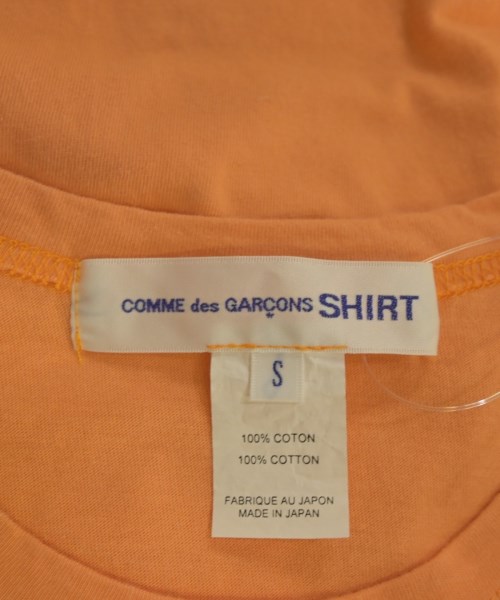 COMME des GARÇONS SHIRT
S
100% COTON
100% COTTON
FABRIQUE AU JAPON
MADE IN JAPAN